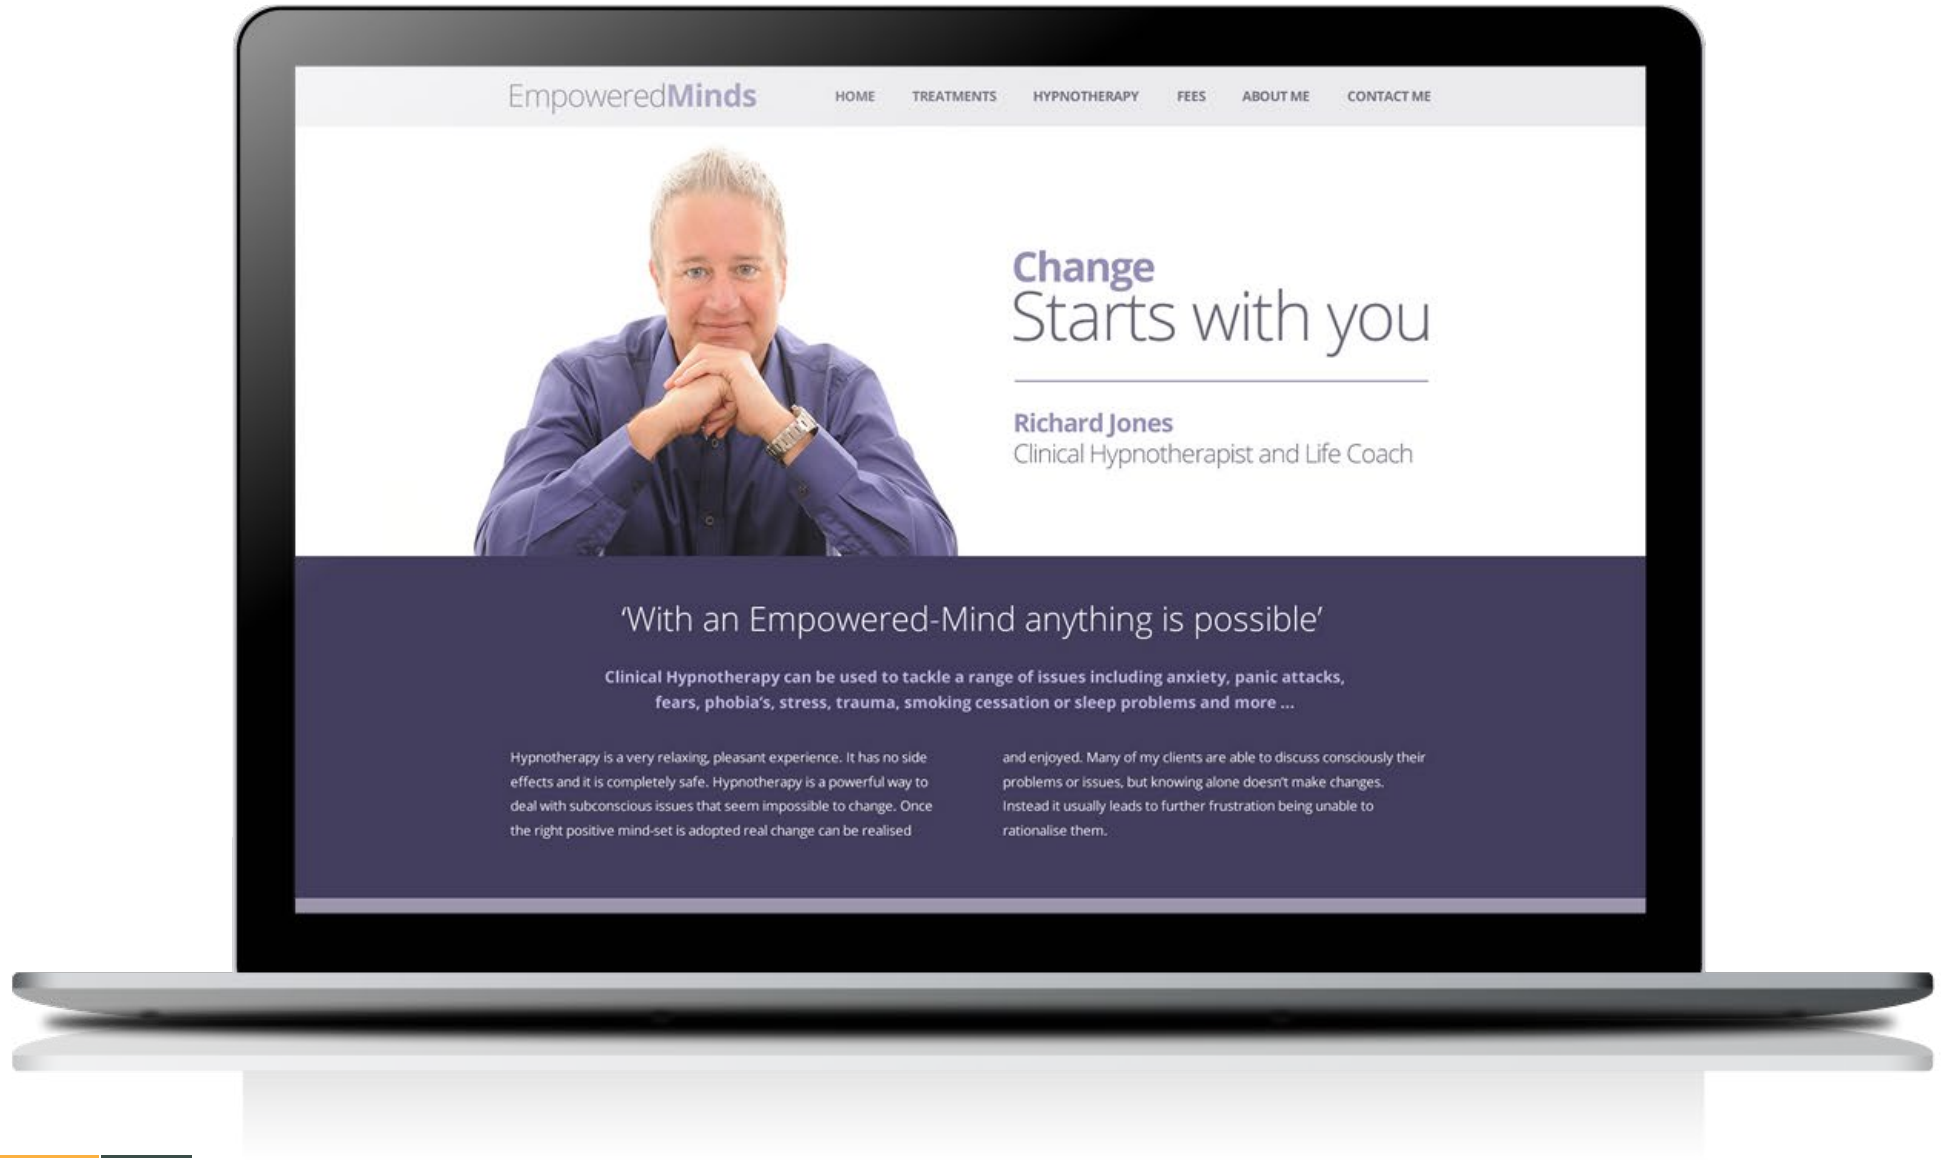 EmpoweredMinds
HOME TREATMENTS HYPNOTHERAPY FEES ABOUT ME CONTACT ME
Change
Starts with you
Richard Jones
Clinical Hypnotherapist and Life Coach
‘With an Empowered-Mind anything is possible’
Clinical Hypnotherapy can be used to tackle a range of issues including anxiety, panic attacks,
fears, phobia’s, stress, trauma, smoking cessation or sleep problems and more ...
Hypnotherapy is a very relaxing, pleasant experience. It has no side
effects and it is completely safe. Hypnotherapy is a powerful way to
deal with subconscious issues that seem impossible to change. Once
the right positive mind-set is adopted real change can be realised
and enjoyed. Many of my clients are able to discuss consciously their
problems or issues, but knowing alone doesn’t make changes.
Instead it usually leads to further frustration being unable to
rationalise them.